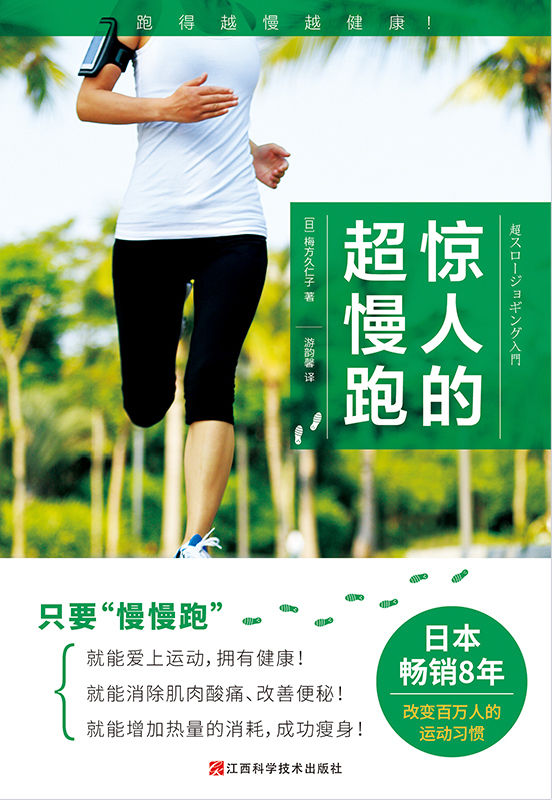 跑得越慢越健康！
超スロージョギング入門
惊人的
超慢跑
[日] 梅方久仁子 著
游韵馨 译
只要“慢慢跑”
就能爱上运动，拥有健康！
就能消除肌肉酸痛、改善便秘！
就能增加热量的消耗，成功瘦身！
日本
畅销8年
改变百万人的
运动习惯
江西科学技术出版社